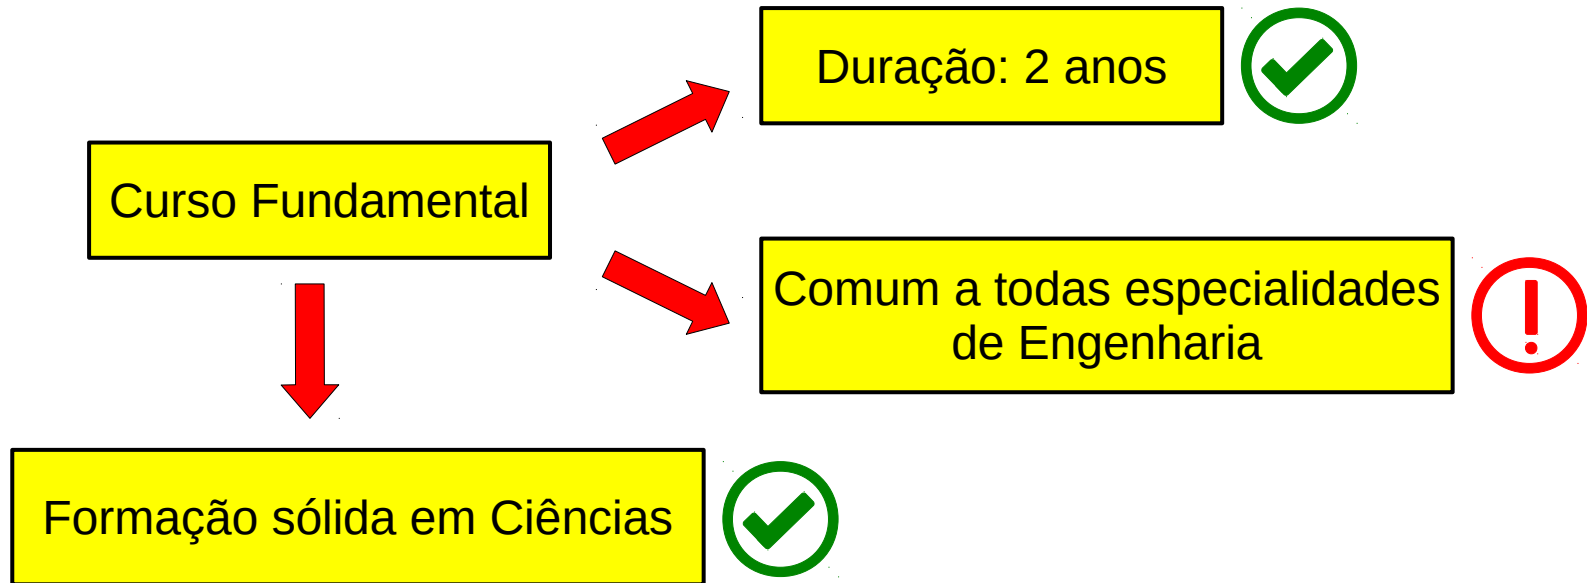 Duração: 2 anos
Curso Fundamental
Comum a todas especialidades
de Engenharia
Formação sólida em Ciências